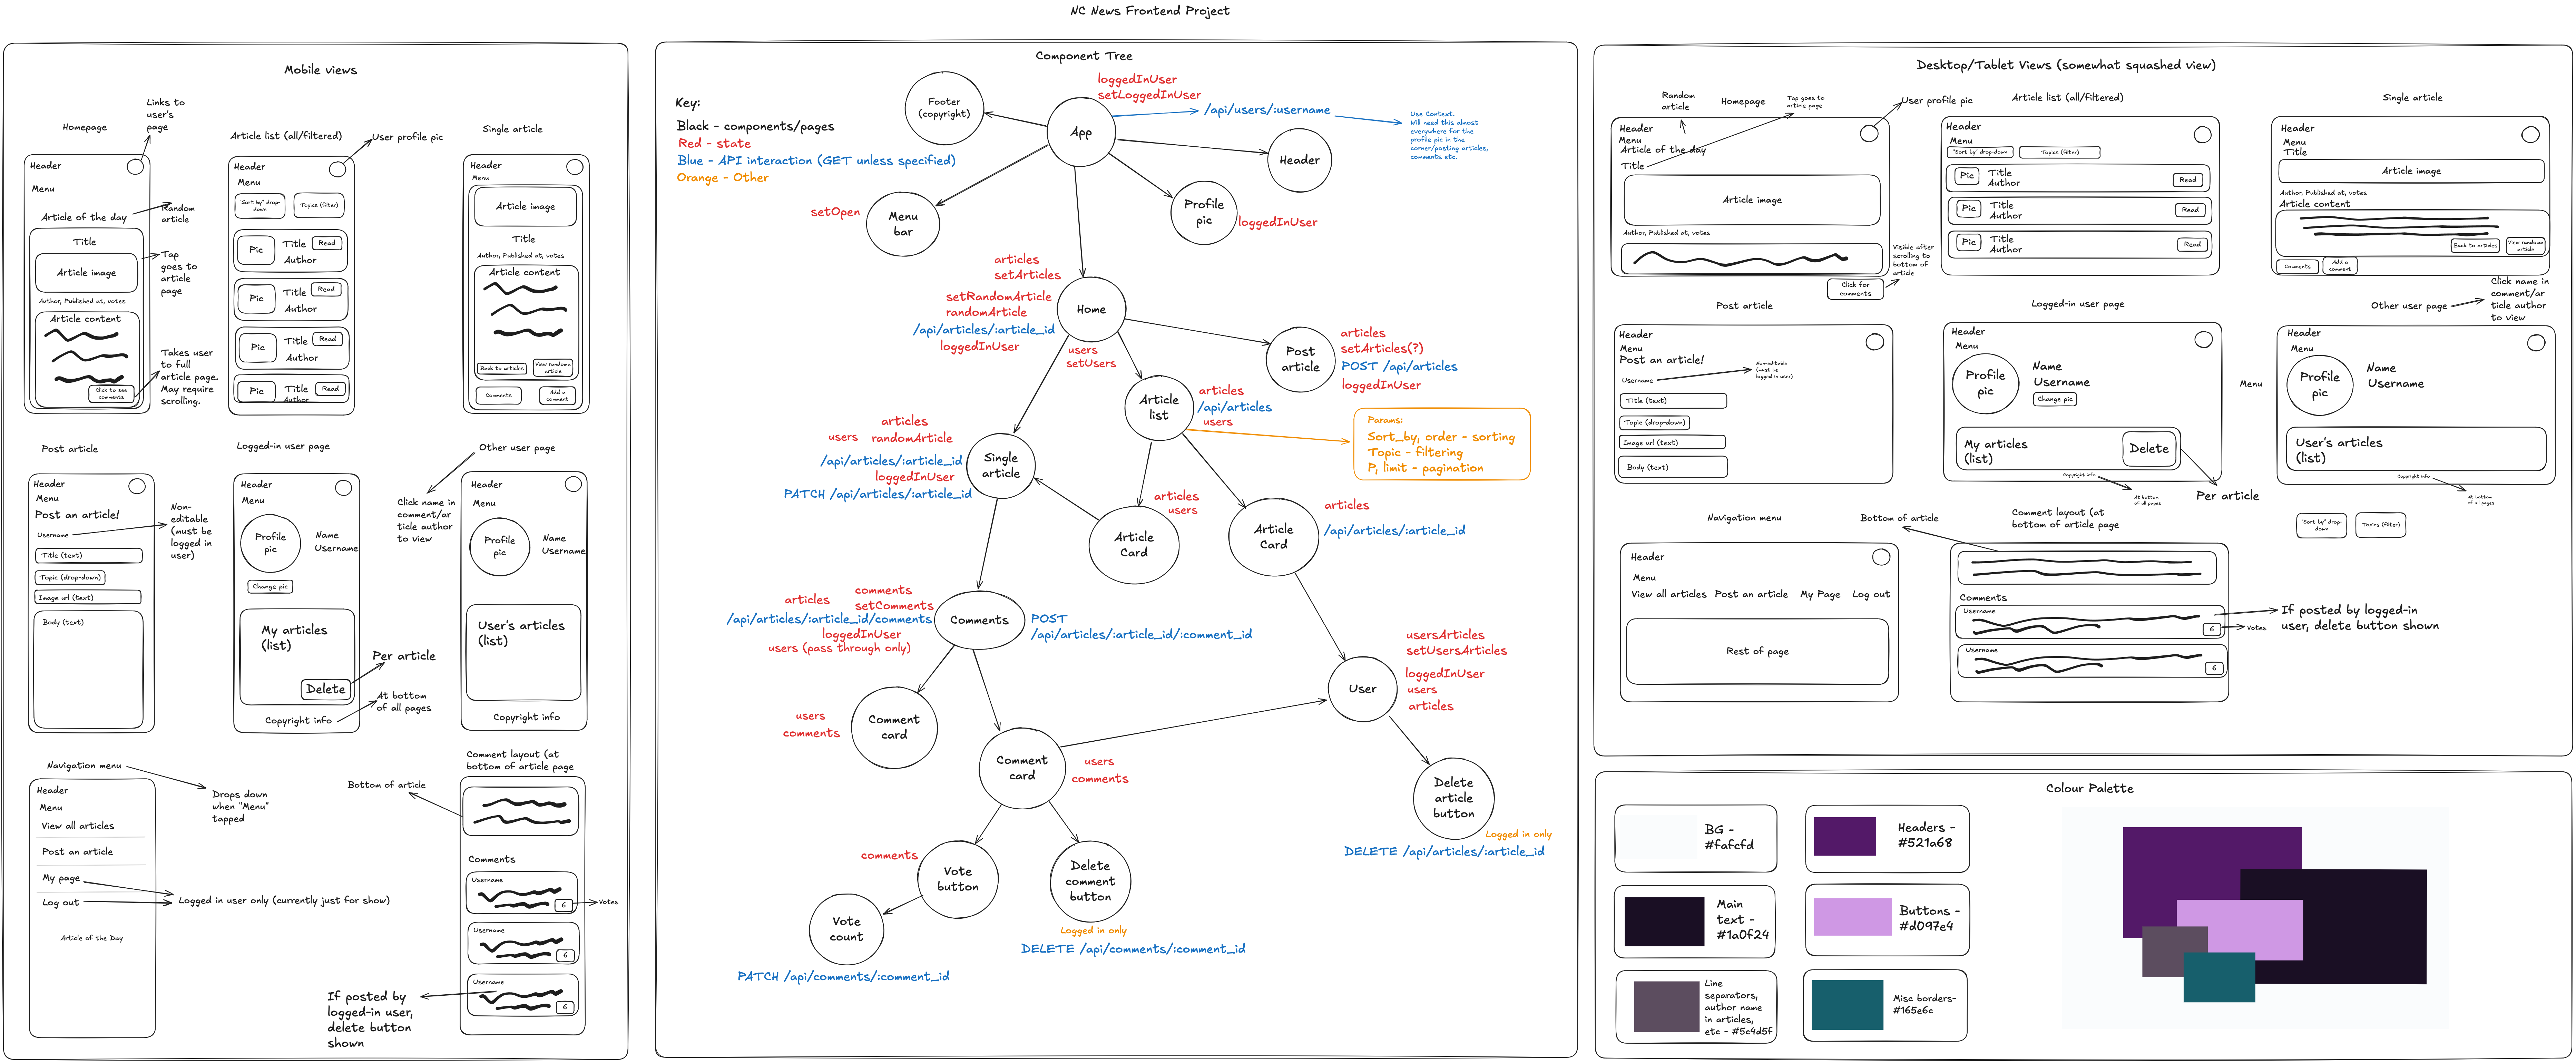 NC News Frontend Project
Mobile views
Homepage
Links to
user's
page
Header
Menu
Article of the day
Random
article
Title
Article image
Author, Published at, votes
Article content
Click to see
comments
Tap
goes to
article
page
Takes user
to full
article page.
May require
scrolling.
Article list (all/filtered)
User profile pic
Header
Menu
"Sort by" drop-
down
Topics (filter)
Pic
Title
Read
Author
Pic
Title
Read
Author
Pic
Title
Read
Author
Pic
Title
Read
Author
Single article
Header
Menu
Article image
Title
Author, Published at, votes
Article content
Back to articles
View randoma
article
Comments
Add a
comment
Post article
Header
Menu
Post an article!
Username
Title (text)
Topic (drop-down)
Image url (text)
Body (text)
Non-
editable
(must be
logged in
user)
Logged-in user page
Header
Menu
Profile
pic
Name
Username
Change pic
My articles
(list)
Delete
Copyright info
Per article
At bottom
of all pages
Other user page
Click name in
comment/ar
ticle author
to view
Header
Menu
Profile
pic
Name
Username
User's articles
(list)
Copyright info
Navigation menu
Drops down
when "Menu"
tapped
Header
Menu
View all articles
Post an article
My page
Log out
Logged in user only (currently just for show)
Article of the Day
Comment layout (at
bottom of article page
Bottom of article
Comments
Username
6
Votes
Username
6
Username
6
If posted by
logged-in user,
delete button
shown
Component Tree
Key:
Black - components/pages
Red - state
Blue - API interaction (GET unless specified)
Orange - Other
Footer
(copyright)
loggedInUser
setLoggedInUser
App
/api/users/:username
Use Context.
Will need this almost
everywhere for the
profile pic in the
corner/posting articles,
comments etc.
Header
setOpen
Menu
bar
Profile
pic
loggedInUser
articles
setArticles
setRandomArticle
randomArticle
/api/articles/:article_id
loggedInUser
Home
users
setUsers
Post
article
articles
setArticles(?)
POST /api/articles
loggedInUser
Article
list
articles
/api/articles
users
Params:
Sort_by, order - sorting
Topic - filtering
P, limit - pagination
articles
users
randomArticle
/api/articles/:article_id
loggedInUser
PATCH /api/articles/:article_id
Single
article
articles
users
Article
Card
Article
Card
articles
/api/articles/:article_id
comments
articles
setComments
/api/articles/:article_id/comments
loggedInUser
users (pass through only)
Comments
POST
/api/articles/:article_id/:comment_id
usersArticles
setUsersArticles
loggedInUser
users
articles
User
users
comments
Comment
card
Comment
card
users
comments
Delete
article
button
Logged in only
DELETE /api/articles/:article_id
comments
Vote
button
Delete
comment
button
Logged in only
DELETE /api/comments/:comment_id
Vote
count
PATCH /api/comments/:comment_id
Desktop/Tablet Views (somewhat squashed view)
Random
article
Homepage
Tap goes to
article page
User profile pic
Header
Menu
Article of the day
Title
Article image
Author, Published at, votes
Click for
comments
Visible after
scrolling to
bottom of
article
Article list (all/filtered)
Header
Menu
"Sort by" drop-down
Topics (filter)
Pic
Title
Author
Read
Pic
Title
Author
Read
Pic
Title
Author
Read
Single article
Header
Menu
Title
Article image
Author, Published at, votes
Article content
Back to articles
View randoma
article
Comments
Add a
comment
Post article
Header
Menu
Post an article!
Username
Non-editable
(must be
logged in user)
Title (text)
Topic (drop-down)
Image url (text)
Body (text)
Logged-in user page
Header
Menu
Profile
pic
Name
Username
Change pic
My articles
(list)
Delete
Copyright info
At bottom
of all pages
Per article
Menu
Other user page
Click name in
comment/ar
ticle author
to view
Header
Menu
Profile
pic
Name
Username
User's articles
(list)
Copyright info
At bottom
of all pages
"Sort by" drop-
down
Topics (filter)
Navigation menu
Header
Menu
View all articles
Post an article
My Page
Log out
Rest of page
Bottom of article
Comment layout (at
bottom of article page
Comments
Username
6
Votes
Username
6
If posted by logged-in
user, delete button shown
Colour Palette
BG -
#fafcfd
Headers -
#521a68
Main
text -
#1a0f24
Buttons -
#d097e4
Line
separators,
author name
in articles,
etc - #5c4d5f
Misc borders-
#165e6c